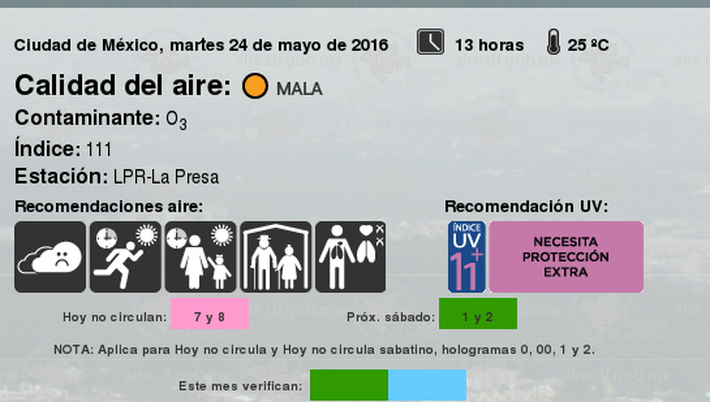 Ciudad de México, martes 24 de mayo de 2016 13 horas 25 ºC
Calidad del aire: MALA
Contaminante: O3
Índice: 111
Estación: LPR-La Presa
Recomendaciones aire: Recomendación UV:
ÍNDICE
UV
11+
NECESITA
PROTECCIÓN
EXTRA
Hoy no circulan: 7 y 8 Próx. sábado: 1 y 2
NOTA: Aplica para Hoy no circula y Hoy no circula sabatino, hologramas 0, 00, 1 y 2.
Este mes verifican: